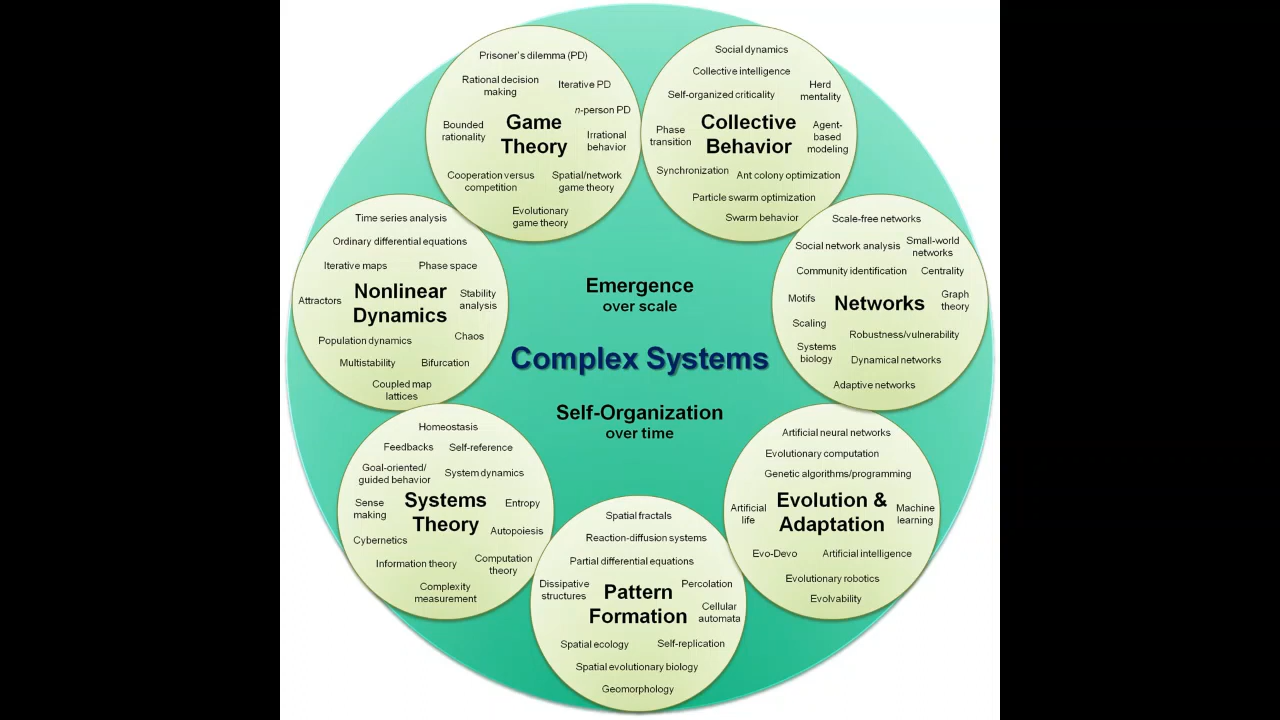 Prisoner's dilemma (PD)
Rational decision
making
Iterative PD
n-person PD
Bounded
rationality
Game
Theory
Irrational
behavior
Cooperation versus
competition
Spatial/network
game theory
Evolutionary
game theory
Social dynamics
Collective intelligence
Self-organized criticality
Herd
mentality
Phase
transition
Collective
Behavior
Agent-
based
modeling
Synchronization
Ant colony optimization
Particle swarm optimization
Swarm behavior
Time series analysis
Ordinary differential equations
Iterative maps
Phase space
Attractors
Nonlinear
Dynamics
Stability
analysis
Population dynamics
Chaos
Multistability
Bifurcation
Coupled map
lattices
Emergence
over scale
Complex Systems
Self-Organization
over time
Scale-free networks
Social network analysis
Small-world
networks
Community identification
Centrality
Motifs
Networks
Graph
theory
Scaling
Robustness/vulnerability
Systems
biology
Dynamical networks
Adaptive networks
Homeostasis
Feedbacks
Self-reference
Goal-oriented/
guided behavior
System dynamics
Sense
making
Systems
Theory
Entropy
Cybernetics
Autopoiesis
Information theory
Computation
theory
Complexity
measurement
Spatial fractals
Reaction-diffusion systems
Partial differential equations
Dissipative
structures
Pattern
Formation
Percolation
Cellular
automata
Spatial ecology
Self-replication
Spatial evolutionary biology
Geomorphology
Artificial neural networks
Evolutionary computation
Genetic algorithms/programming
Artificial
life
Evolution &
Adaptation
Machine
learning
Evo-Devo
Artificial intelligence
Evolutionary robotics
Evolvability